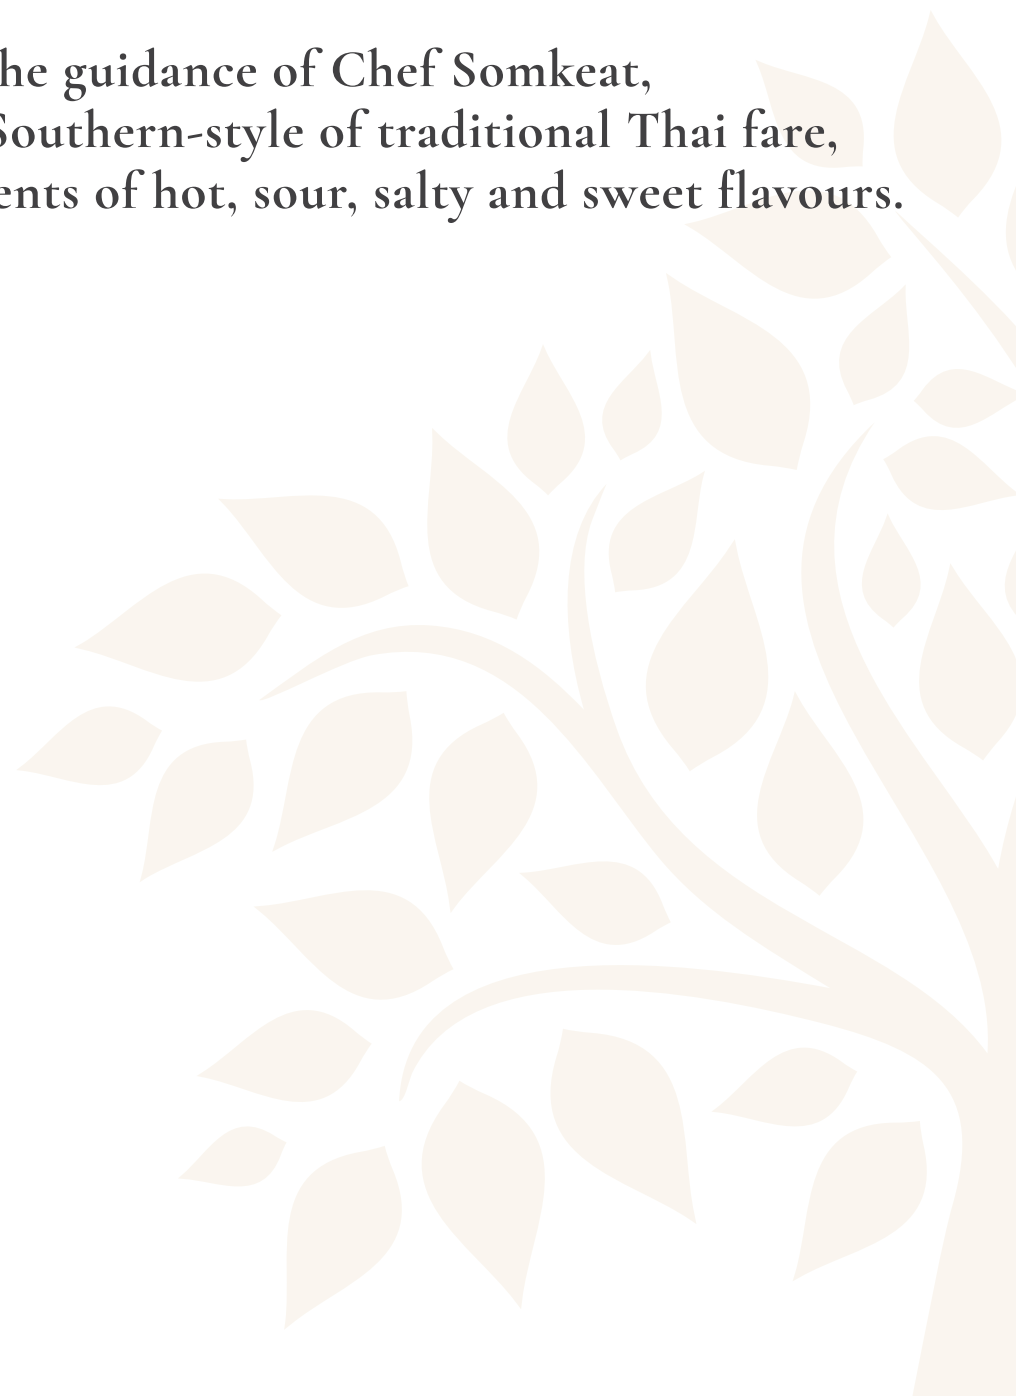 he guidance of Chef Somkeat,
Southern-style of traditional Thai fare,
ents of hot, sour, salty and sweet flavours.